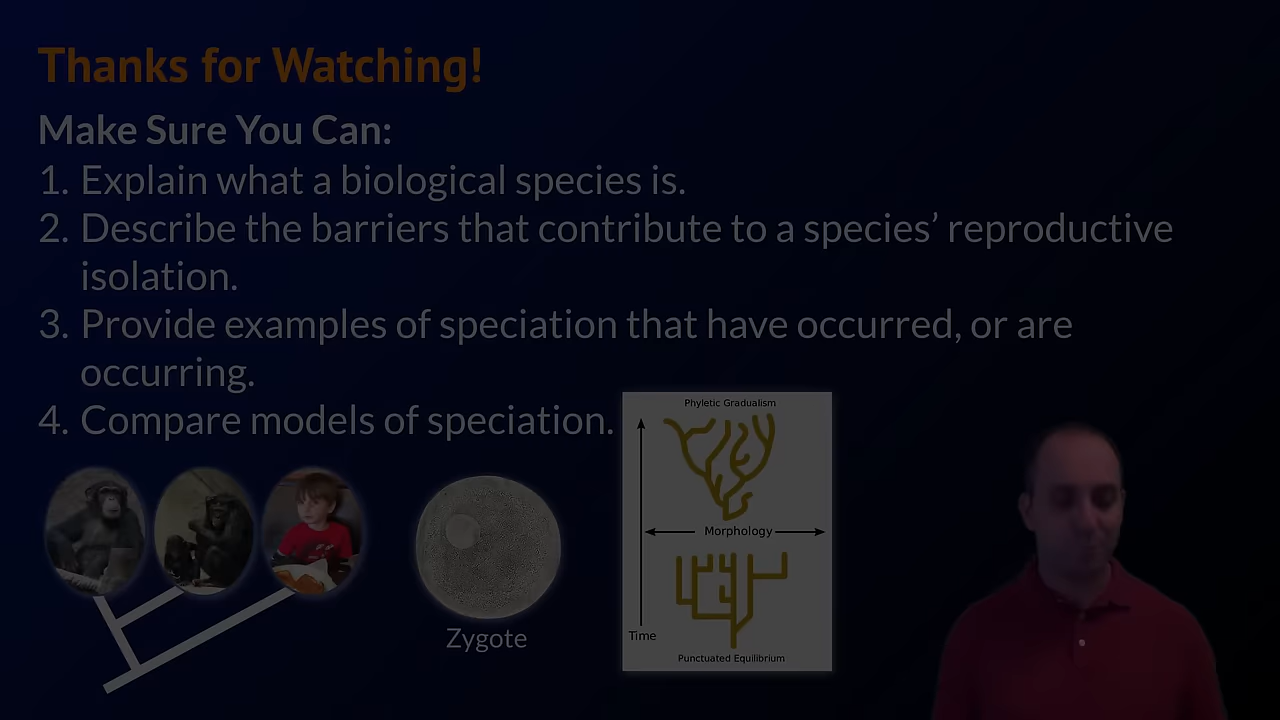 Thanks for Watching!
Make Sure You Can:
1. Explain what a biological species is.
2. Describe the barriers that contribute to a species’ reproductive
isolation.
3. Provide examples of speciation that have occurred, or are
occurring.
4. Compare models of speciation.
Phyletic Gradualism
Morphology
Time
Punctuated Equilibrium
Zygote